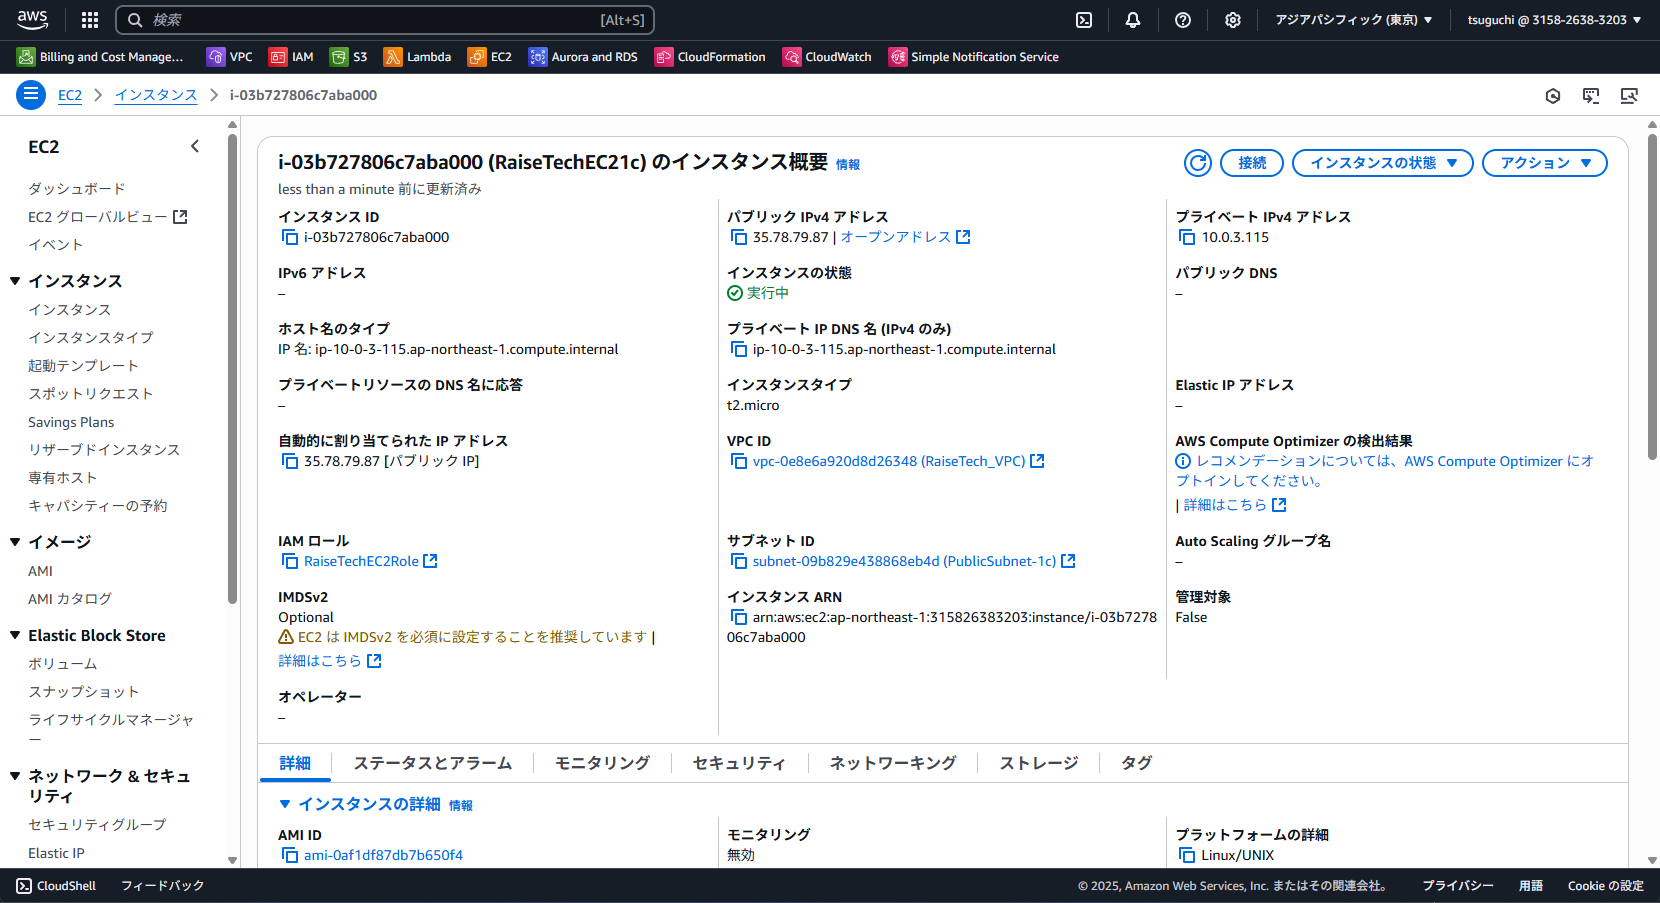 aws
検索 [Alt+S]
アジアパシフィック (東京) ▼
tsuguchi @ 3158-2638-3203 ▼
Billing and Cost Manage...
VPC
IAM
S3
Lambda
EC2
Aurora and RDS
CloudFormation
CloudWatch
Simple Notification Service
EC2 > インスタンス > i-03b727806c7aba000
EC2
ダッシュボード
EC2 グローバルビュー
イベント
▼ インスタンス
インスタンス
インスタンスタイプ
起動テンプレート
スポットリクエスト
Savings Plans
リザーブドインスタンス
専有ホスト
キャパシティーの予約
▼ イメージ
AMI
AMI カタログ
▼ Elastic Block Store
ボリューム
スナップショット
ライフサイクルマネージャ
ー
▼ ネットワーク & セキュ
リティ
セキュリティグループ
Elastic IP
i-03b727806c7aba000 (RaiseTechEC21c) のインスタンス概要 情報
less than a minute 前に更新済み
接続
インスタンスの状態 ▼
アクション ▼
インスタンス ID
i-03b727806c7aba000
パブリック IPv4 アドレス
35.78.79.87 | オープンアドレス
プライベート IPv4 アドレス
10.0.3.115
IPv6 アドレス
–
インスタンスの状態
実行中
パブリック DNS
–
ホスト名のタイプ
IP 名: ip-10-0-3-115.ap-northeast-1.compute.internal
プライベート IP DNS 名 (IPv4 のみ)
ip-10-0-3-115.ap-northeast-1.compute.internal
プライベートリソースの DNS 名に応答
–
インスタンスタイプ
t2.micro
Elastic IP アドレス
–
自動的に割り当てられた IP アドレス
35.78.79.87 [パブリック IP]
VPC ID
vpc-0e8e6a920d8d26348 (RaiseTech_VPC)
AWS Compute Optimizer の検出結果
レコメンデーションについては、AWS Compute Optimizer にオ
プトインしてください。
| 詳細はこちら
IAM ロール
RaiseTechEC2Role
サブネット ID
subnet-09b829e438868eb4d (PublicSubnet-1c)
Auto Scaling グループ名
–
IMDSv2
Optional
EC2 は IMDSv2 を必須に設定することを推奨しています |
詳細はこちら
インスタンス ARN
arn:aws:ec2:ap-northeast-1:315826383203:instance/i-03b7278
06c7aba000
管理対象
False
オペレーター
–
詳細
ステータスとアラーム
モニタリング
セキュリティ
ネットワーキング
ストレージ
タグ
▼ インスタンスの詳細 情報
AMI ID
ami-0af1df87db7b650f4
モニタリング
無効
プラットフォームの詳細
Linux/UNIX
CloudShell
フィードバック
© 2025, Amazon Web Services, Inc. またはその関連会社。
プライバシー
用語
Cookie の設定